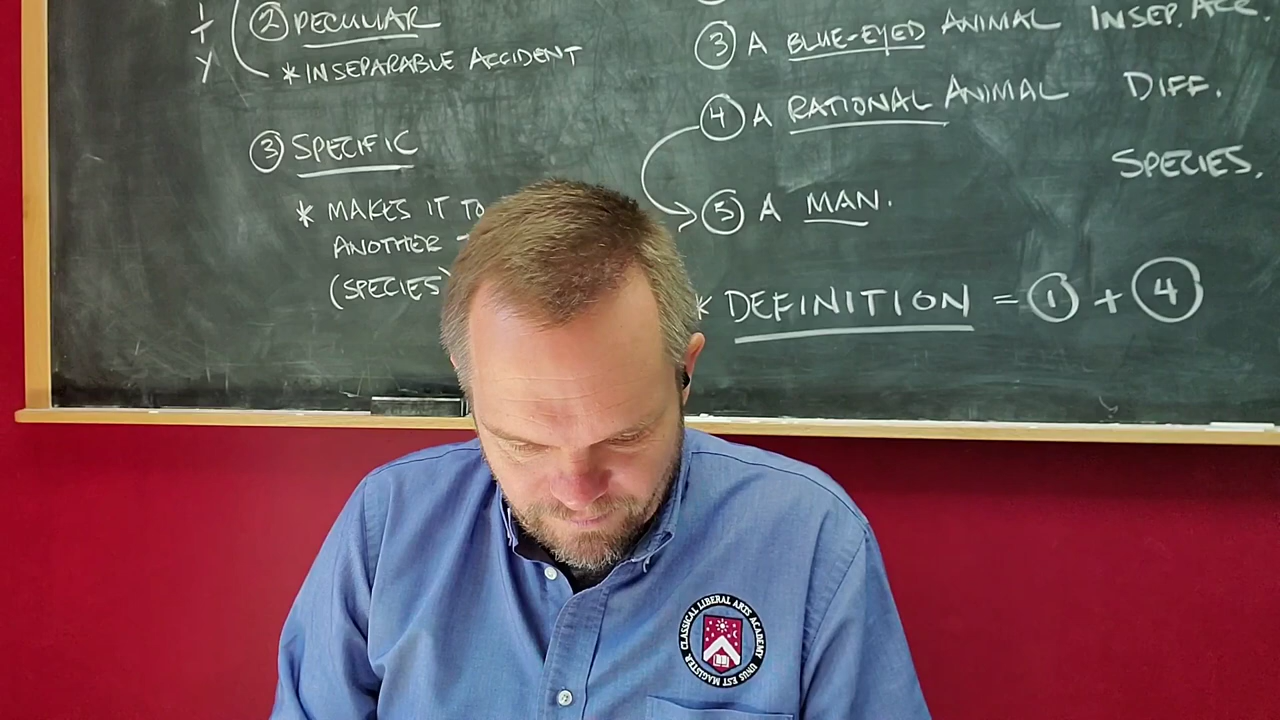 ② PECULIAR
* INSEPARABLE ACCIDENT
③ SPECIFIC
* MAKES IT TO
ANOTHER
(SPECIES)
③ A BLUE-EYED ANIMAL INSEP. ACC.
④ A RATIONAL ANIMAL DIFF.
SPECIES.
⑤ A MAN.
* DEFINITION = ① + ④
CLASSICAL LIBERAL ARTS ACADEMY
UNUS EST MAGISTER